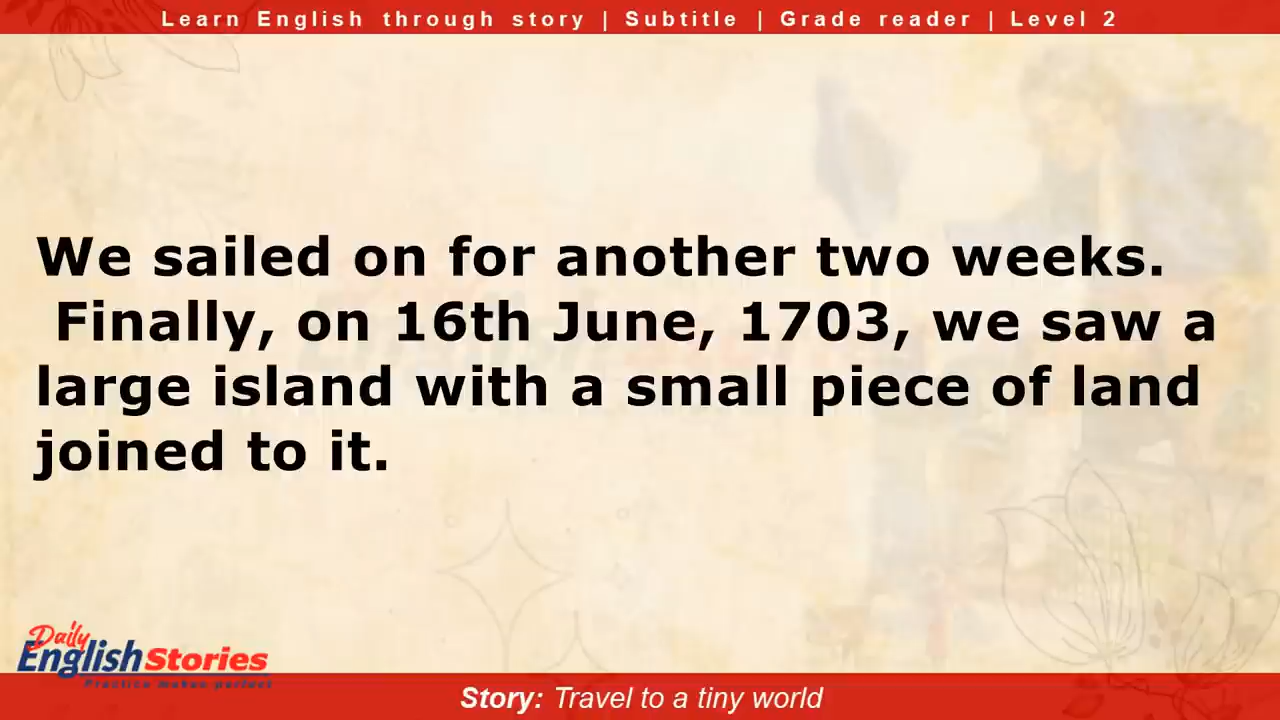 Learn English through story | Subtitle | Grade reader | Level 2
We sailed on for another two weeks.
Finally, on 16th June, 1703, we saw a
large island with a small piece of land
joined to it.
Daily
English Stories
Practice makes perfect
Story: Travel to a tiny world